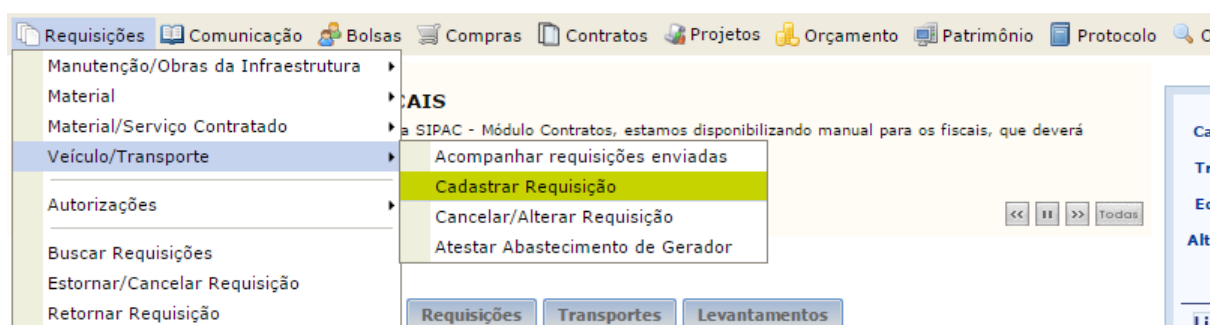 Requisições Comunicação Bolsas Compras Contratos Projetos Orçamento Patrimônio Protocolo
Manutenção/Obras da Infraestrutura
Material
CAIS
Material/Serviço Contratado
a SIPAC - Módulo Contratos, estamos disponibilizando manual para os fiscais, que deverá
Veículo/Transporte
Acompanhar requisições enviadas
Cadastrar Requisição
Autorizações
Cancelar/Alterar Requisição
<< II >> Todas
Atestar Abastecimento de Gerador
Alt
Buscar Requisições
Estornar/Cancelar Requisição
Retornar Requisição
Requisições Transportes Levantamentos